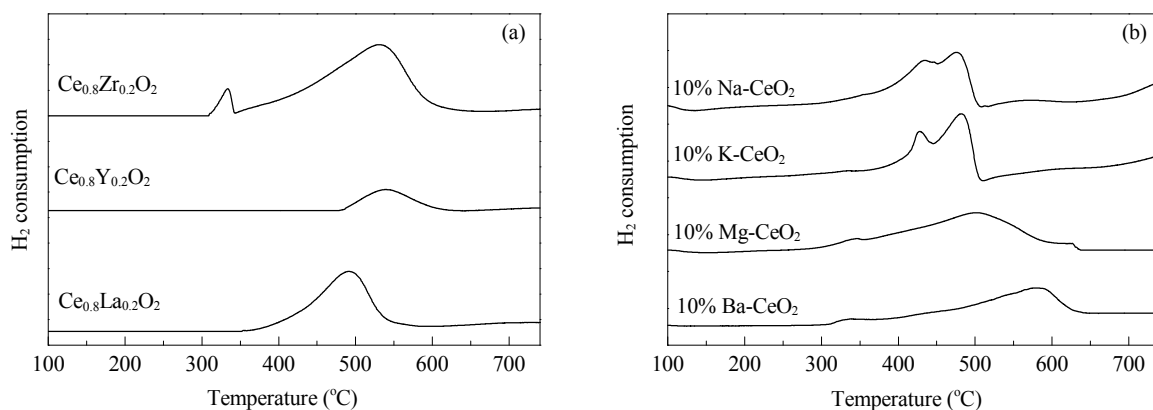 (a)
Ce0.8Zr0.2O2
Ce0.8Y0.2O2
Ce0.8La0.2O2
H2 consumption
100 200 300 400 500 600 700
Temperature (oC)
(b)
10% Na-CeO2
10% K-CeO2
10% Mg-CeO2
10% Ba-CeO2
H2 consumption
100 200 300 400 500 600 700
Temperature (oC)